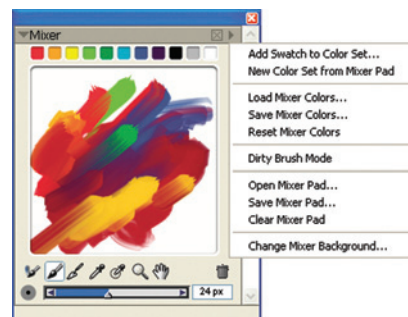 Mixer
Add Swatch to Color Set...
New Color Set from Mixer Pad
Load Mixer Colors...
Save Mixer Colors...
Reset Mixer Colors
Dirty Brush Mode
Open Mixer Pad...
Save Mixer Pad...
Clear Mixer Pad
Change Mixer Background...
24 px